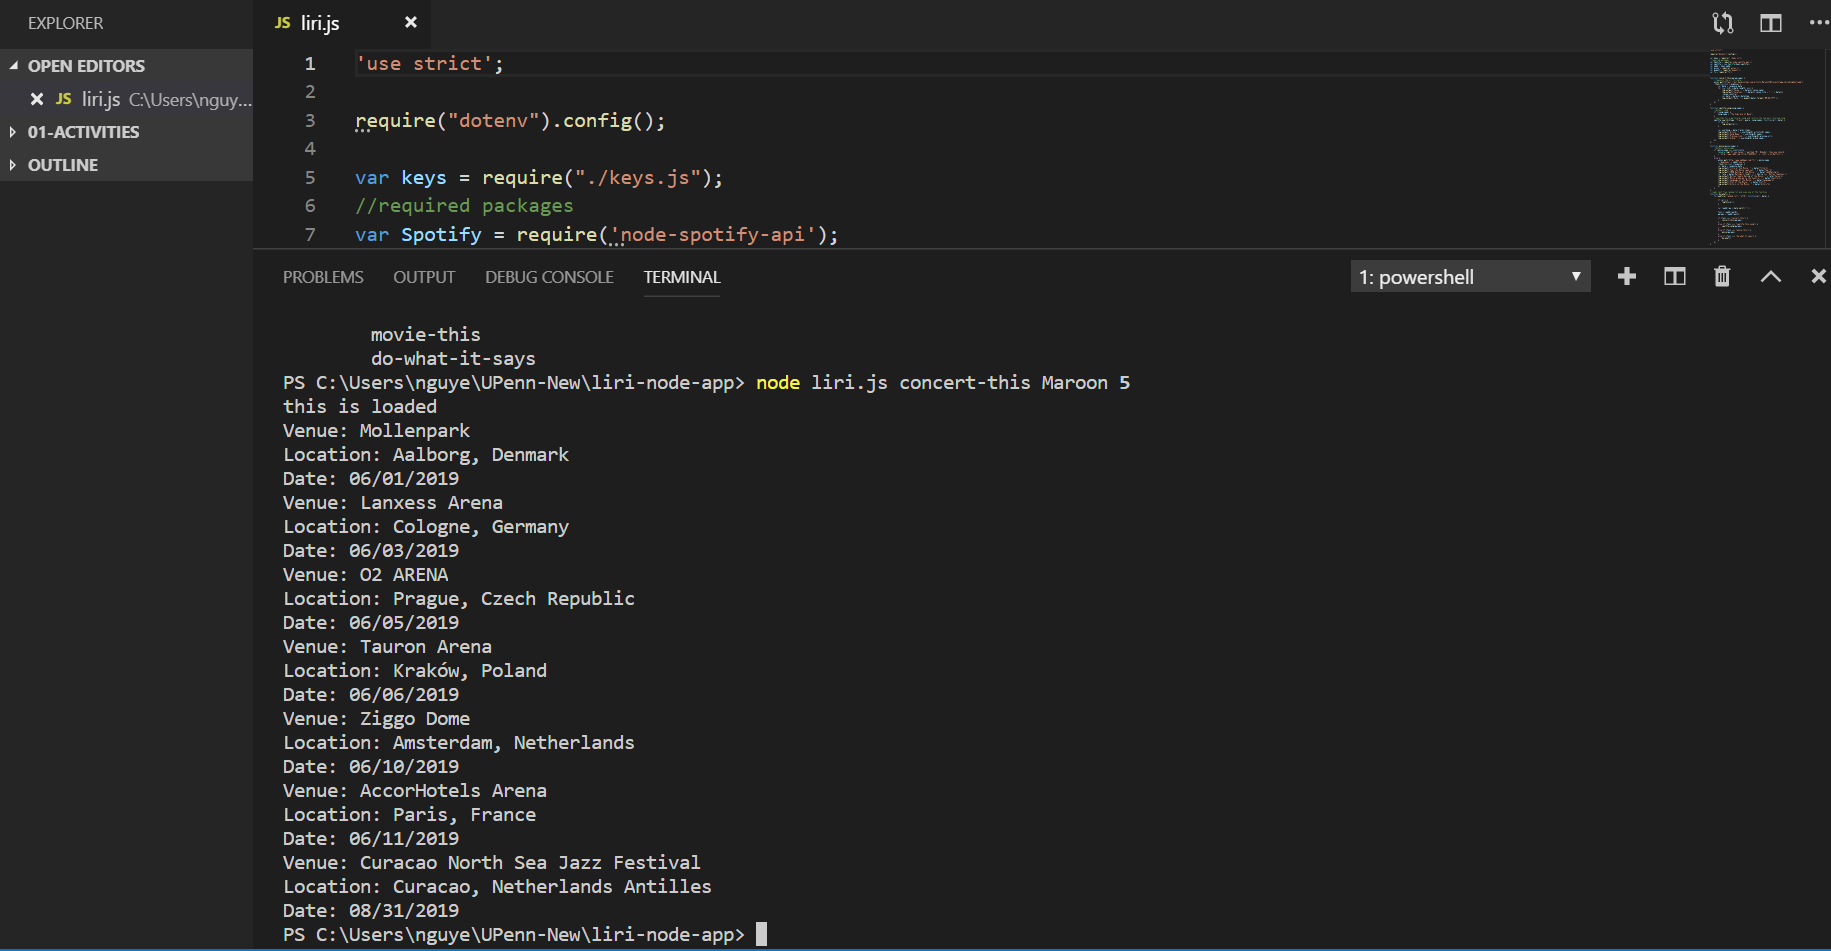 EXPLORER
OPEN EDITORS
JS liri.js C:\Users\nguy...
01-ACTIVITIES
OUTLINE
JS liri.js
1 'use strict';
2
3 require("dotenv").config();
4
5 var keys = require("./keys.js");
6 //required packages
7 var Spotify = require('node-spotify-api');
PROBLEMS OUTPUT DEBUG CONSOLE TERMINAL 1: powershell
movie-this
do-what-it-says
PS C:\Users\nguye\UPenn-New\liri-node-app> node liri.js concert-this Maroon 5
this is loaded
Venue: Mollenpark
Location: Aalborg, Denmark
Date: 06/01/2019
Venue: Lanxess Arena
Location: Cologne, Germany
Date: 06/03/2019
Venue: O2 ARENA
Location: Prague, Czech Republic
Date: 06/05/2019
Venue: Tauron Arena
Location: Kraków, Poland
Date: 06/06/2019
Venue: Ziggo Dome
Location: Amsterdam, Netherlands
Date: 06/10/2019
Venue: AccorHotels Arena
Location: Paris, France
Date: 06/11/2019
Venue: Curacao North Sea Jazz Festival
Location: Curacao, Netherlands Antilles
Date: 08/31/2019
PS C:\Users\nguye\UPenn-New\liri-node-app>